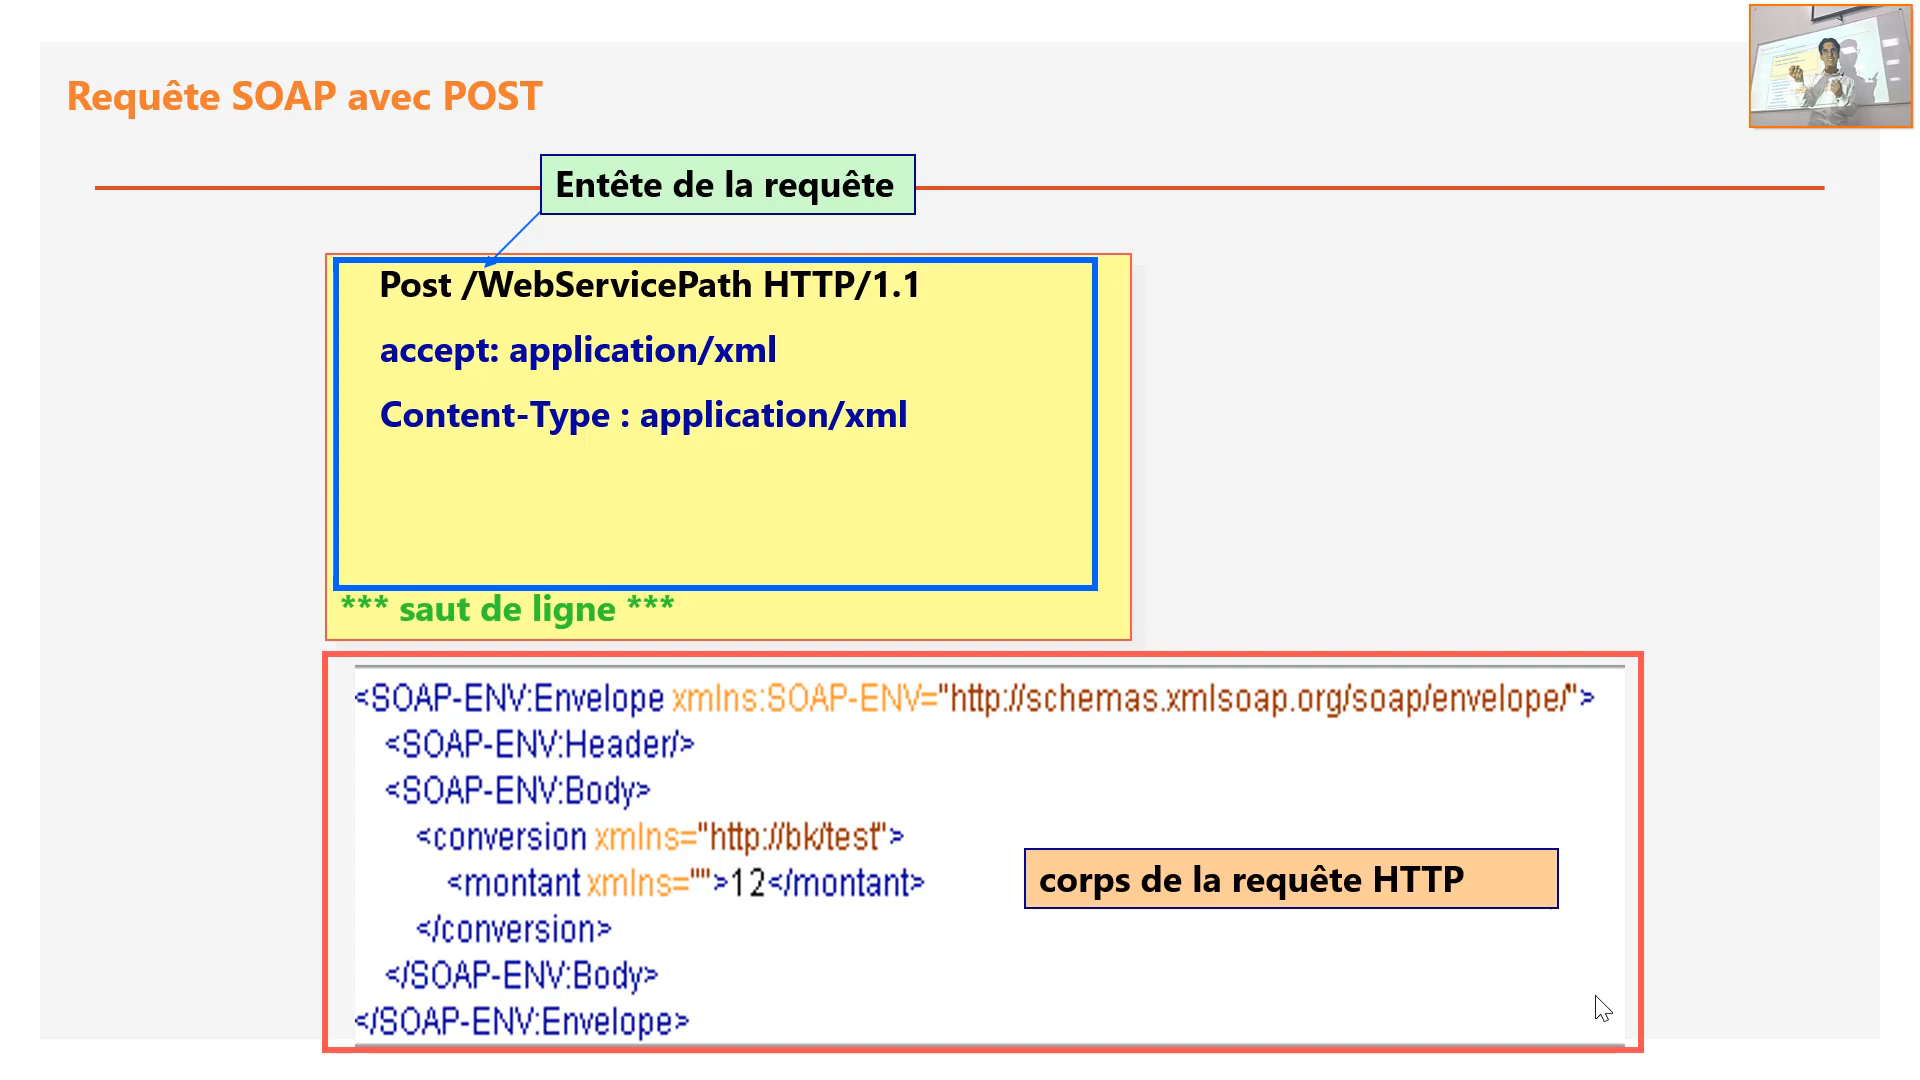 Requête SOAP avec POST
Entête de la requête
Post /WebServicePath HTTP/1.1
accept: application/xml
Content-Type : application/xml
*** saut de ligne ***
<SOAP-ENV:Envelope xmlns:SOAP-ENV="http://schemas.xmlsoap.org/soap/envelope/">
<SOAP-ENV:Header/>
<SOAP-ENV:Body>
<conversion xmlns="http://bk/test">
<montant xmlns="">12</montant>
corps de la requête HTTP
</conversion>
</SOAP-ENV:Body>
</SOAP-ENV:Envelope>